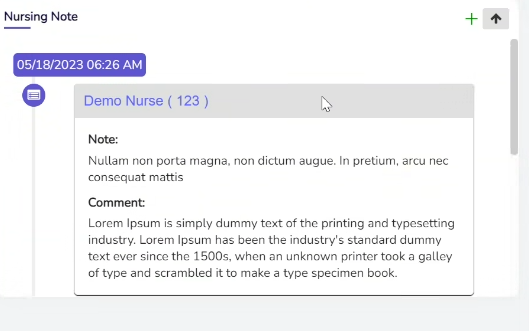 Nursing Note
05/18/2023 06:26 AM
Demo Nurse ( 123 )
Note:
Nullam non porta magna, non dictum augue. In pretium, arcu nec
consequat mattis
Comment:
Lorem Ipsum is simply dummy text of the printing and typesetting
industry. Lorem Ipsum has been the industry's standard dummy
text ever since the 1500s, when an unknown printer took a galley
of type and scrambled it to make a type specimen book.